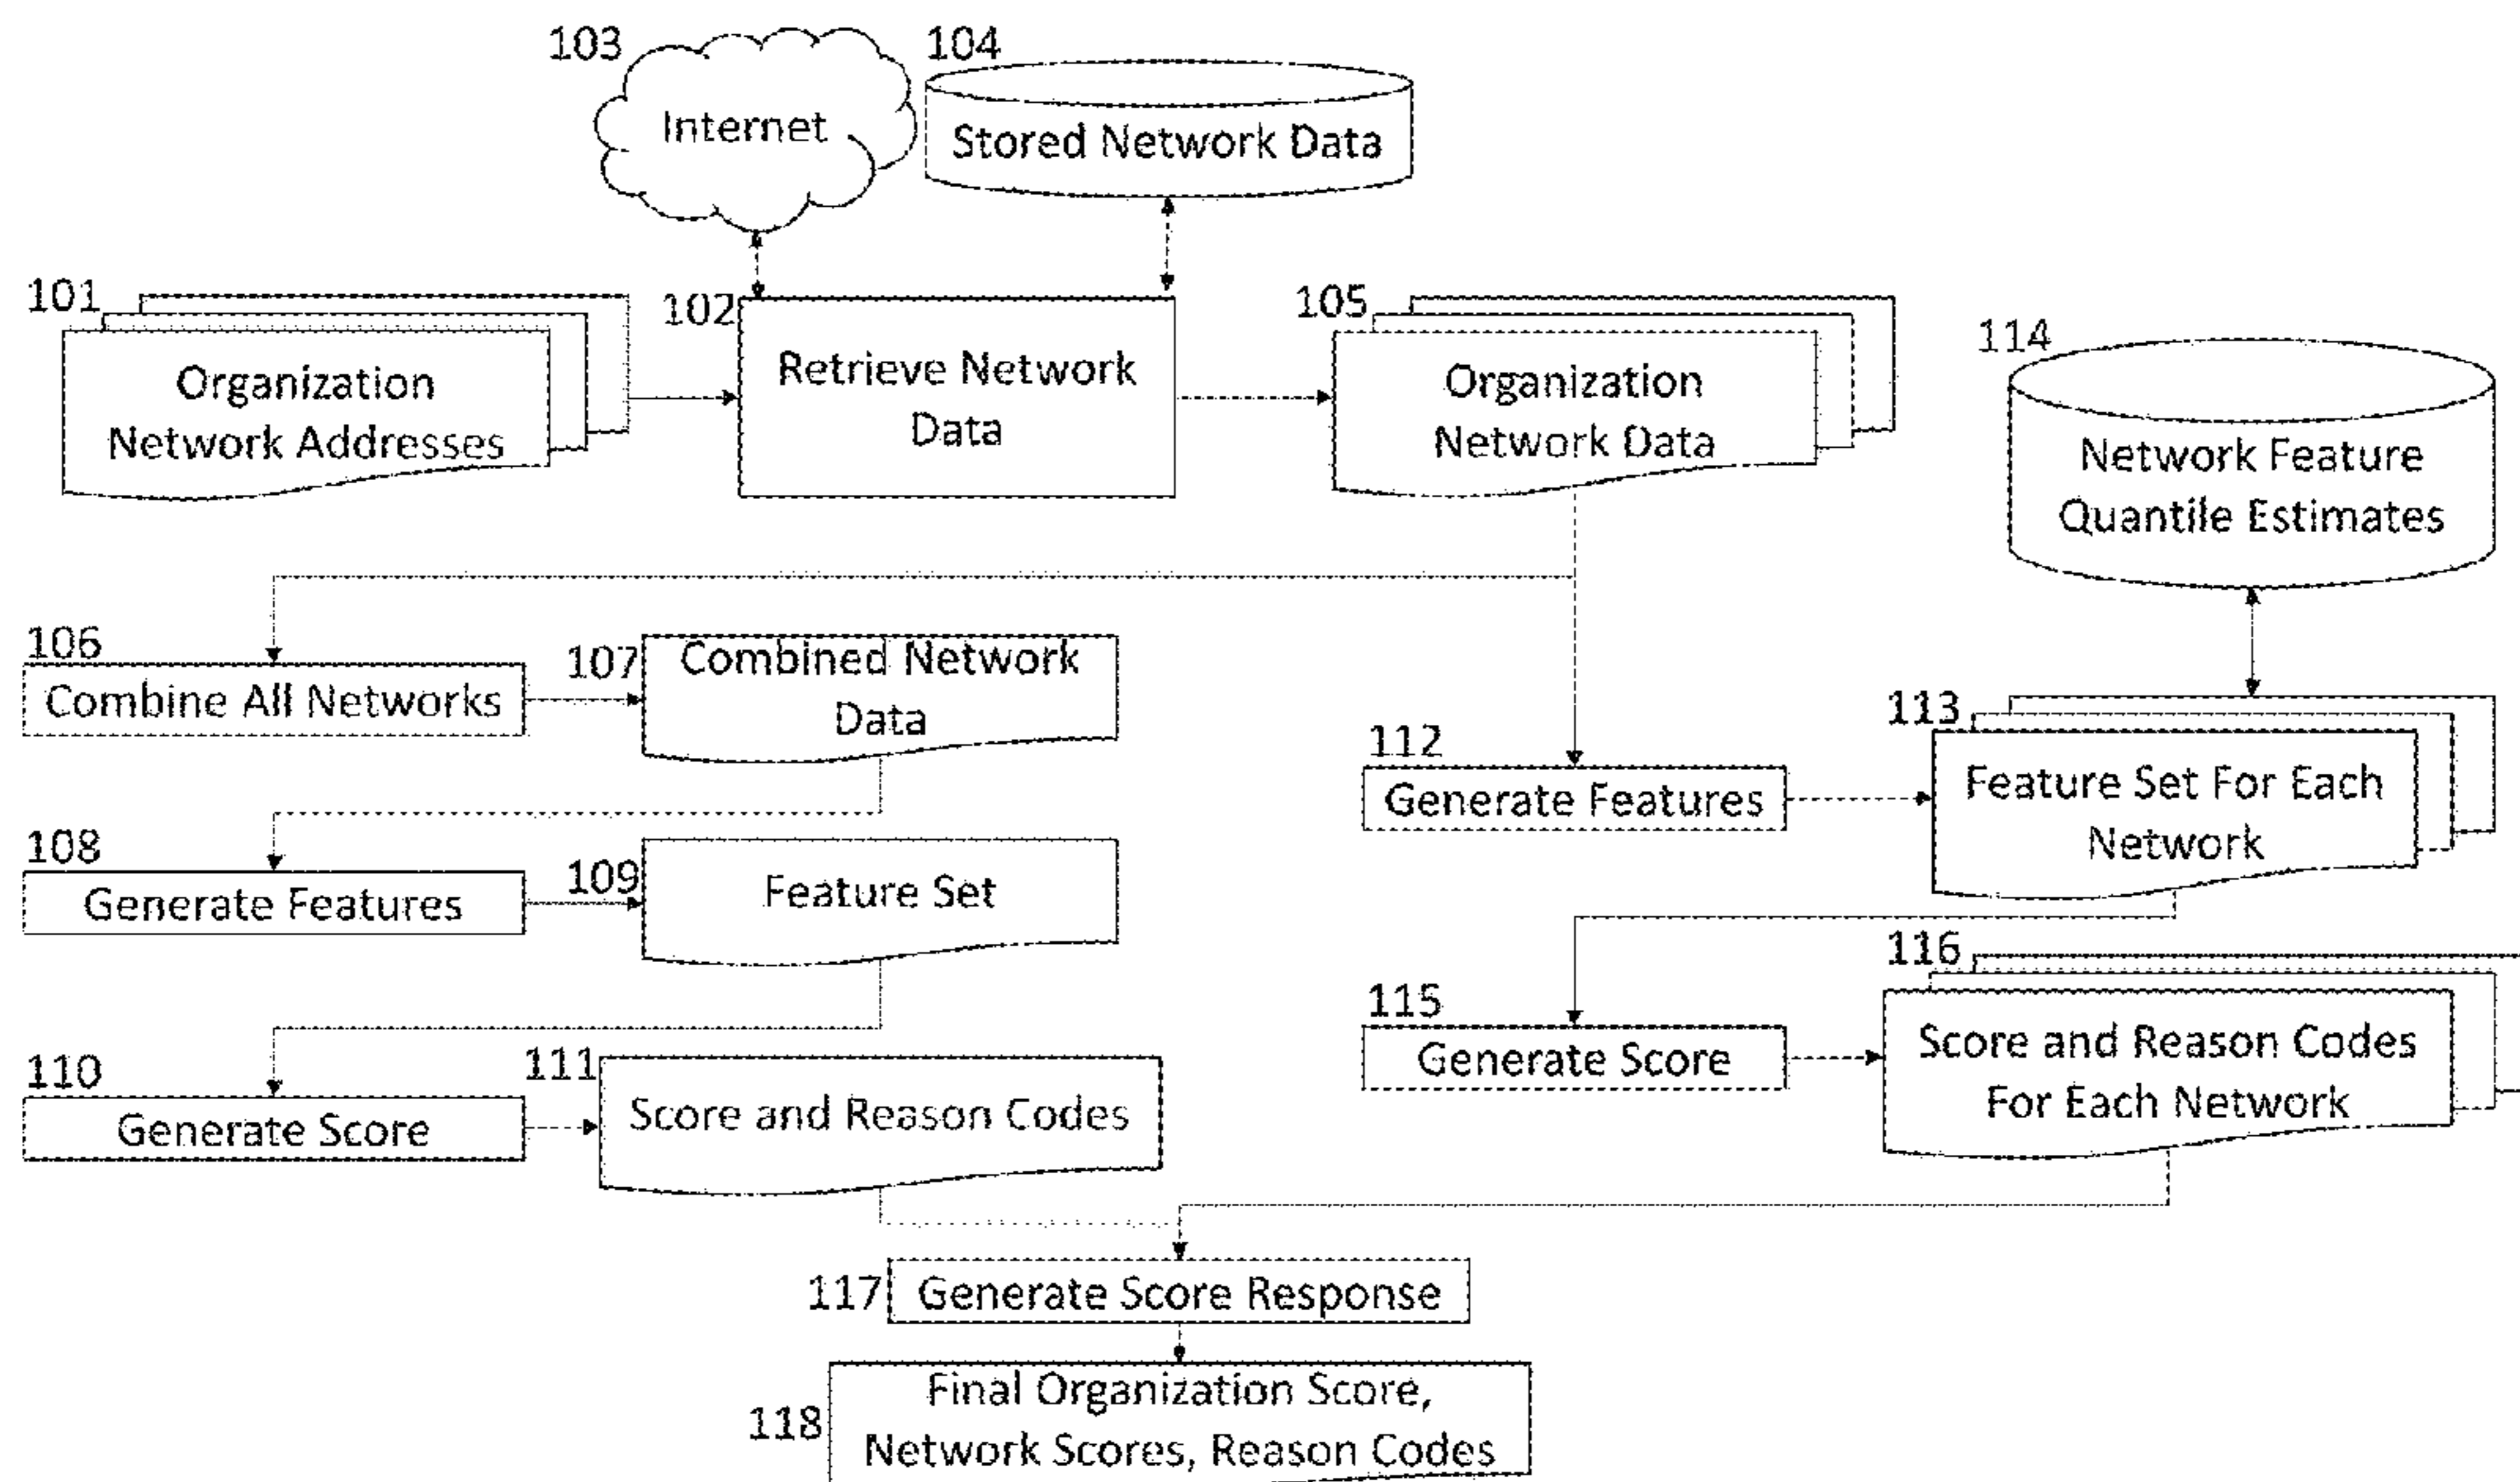 103
Internet
104
Stored Network Data
101
Organization
Network Addresses
102
Retrieve Network
Data
105
Organization
Network Data
114
Network Feature
Quantile Estimates
106
Combine All Networks
107
Combined Network
Data
112
Generate Features
113
Feature Set For Each
Network
108
Generate Features
109
Feature Set
115
Generate Score
116
Score and Reason Codes
For Each Network
110
Generate Score
111
Score and Reason Codes
117
Generate Score Response
118
Final Organization Score,
Network Scores, Reason Codes